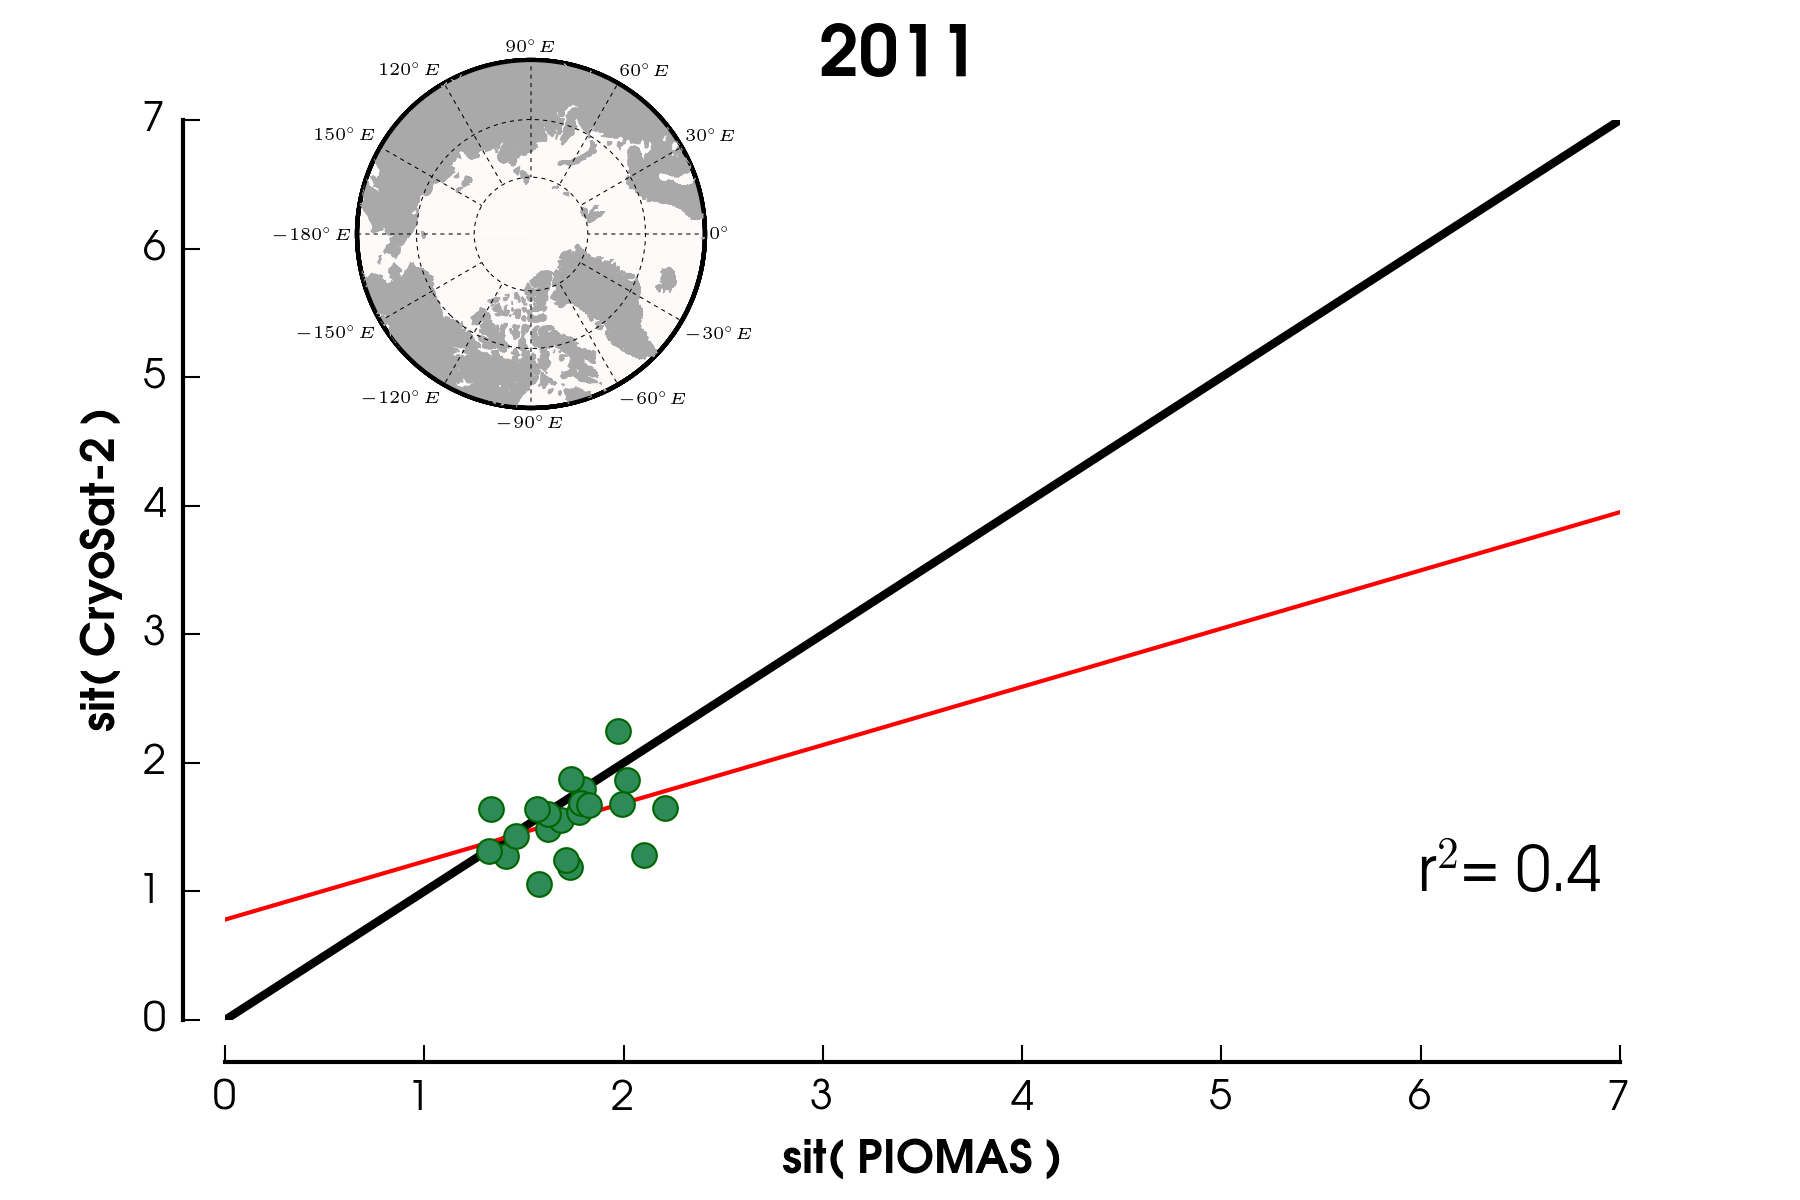 2011
90° E
120° E
60° E
150° E
30° E
−180° E
0°
−150° E
−30° E
−120° E
−60° E
−90° E
7
6
5
4
3
2
1
0
sit( CryoSat-2 )
r²= 0.4
0 1 2 3 4 5 6 7
sit( PIOMAS )